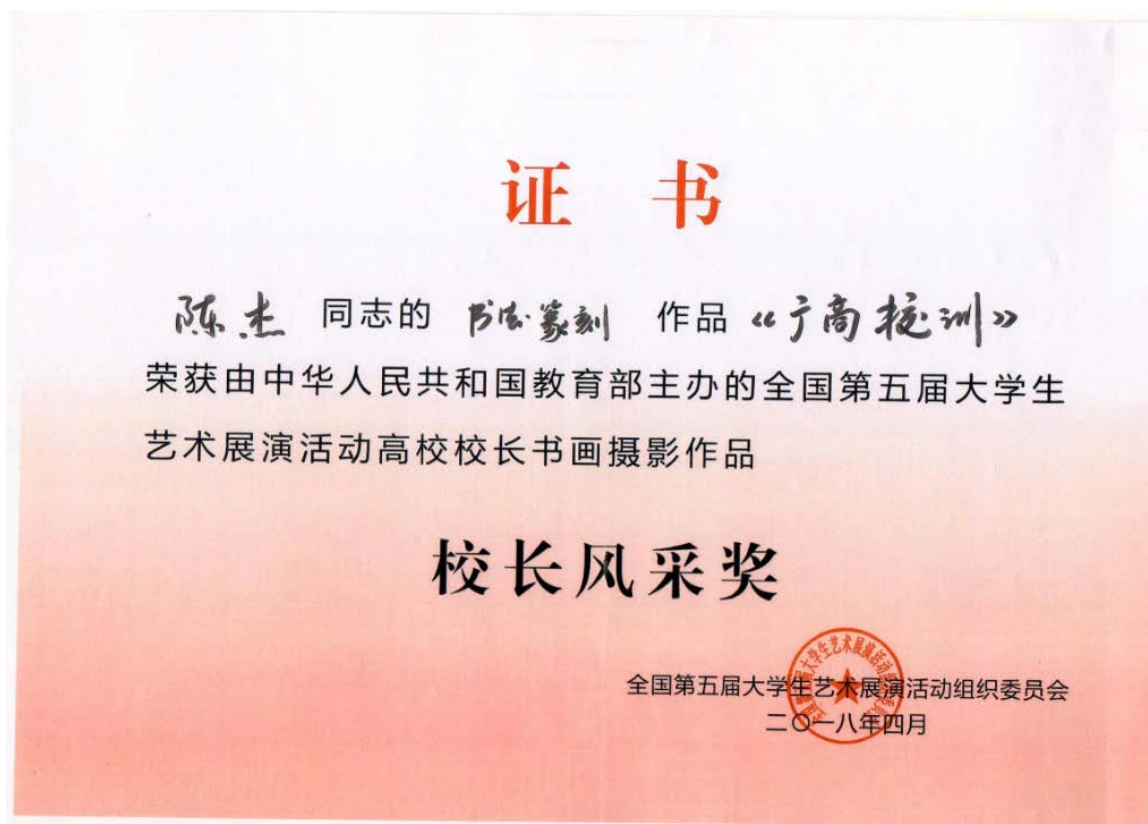 证 书
陈杰 同志的 书法篆刻 作品《广商校训》
荣获由中华人民共和国教育部主办的全国第五届大学生
艺术展演活动高校校长书画摄影作品
校长风采奖
全国第五届大学生艺术展演活动组织委员会
二〇一八年四月